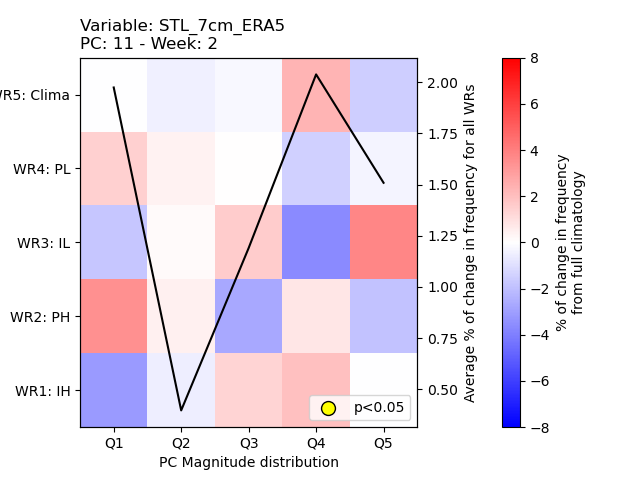 Variable: STL_7cm_ERA5
PC: 11 - Week: 2
WR5: Clima
WR4: PL
WR3: IL
WR2: PH
WR1: IH
Q1 Q2 Q3 Q4 Q5
PC Magnitude distribution
p<0.05
2.00
1.75
1.50
1.25
1.00
0.75
0.50
Average % of change in frequency for all WRs
8
6
4
2
0
−2
−4
−6
−8
% of change in frequency
from full climatology